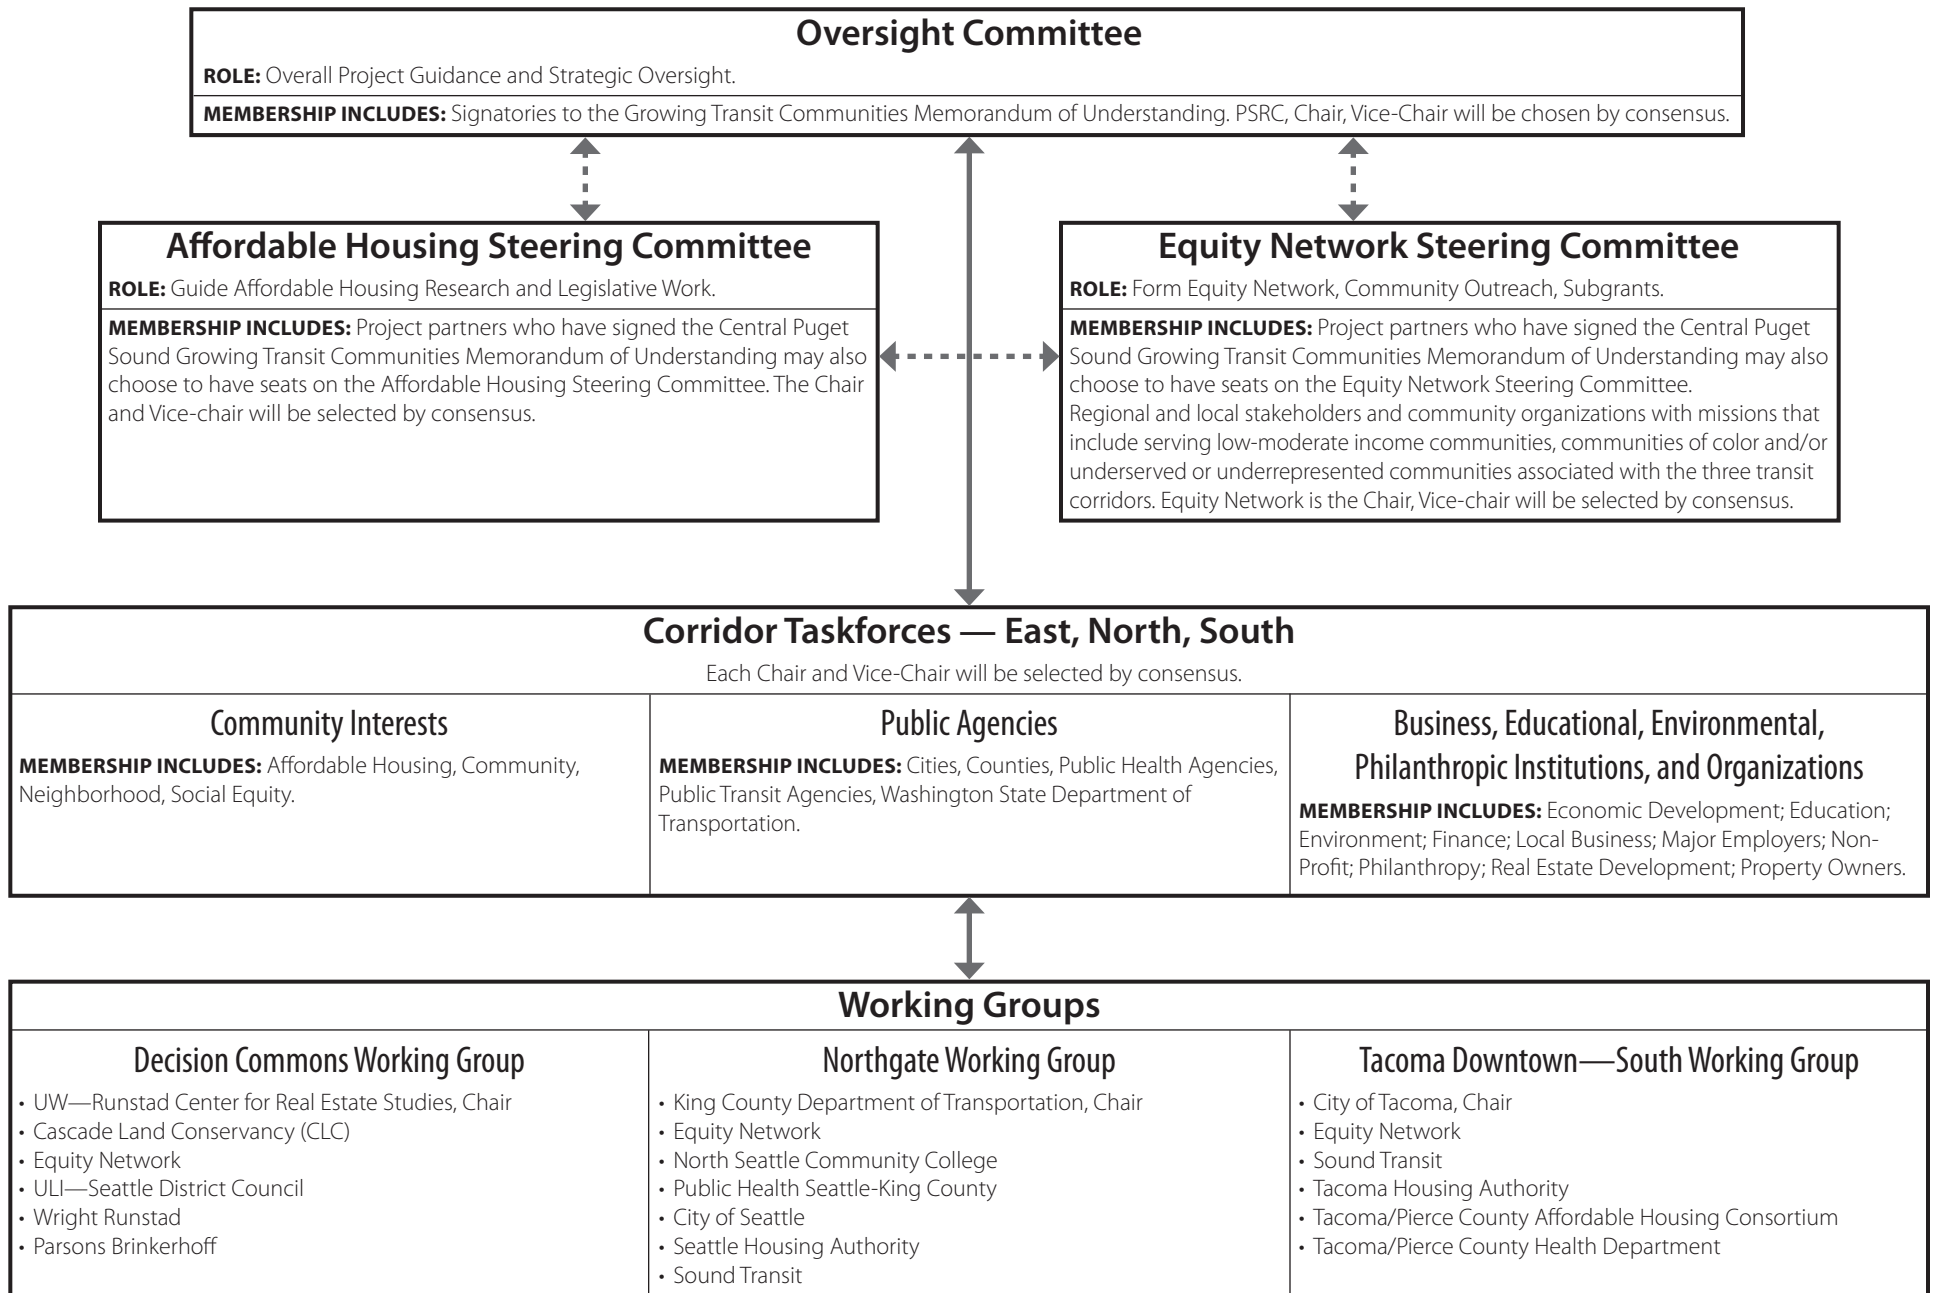 Oversight Committee
ROLE: Overall Project Guidance and Strategic Oversight.
MEMBERSHIP INCLUDES: Signatories to the Growing Transit Communities Memorandum of Understanding. PSRC, Chair, Vice-Chair will be chosen by consensus.
Affordable Housing Steering Committee
ROLE: Guide Affordable Housing Research and Legislative Work.
MEMBERSHIP INCLUDES: Project partners who have signed the Central Puget
Sound Growing Transit Communities Memorandum of Understanding may also
choose to have seats on the Affordable Housing Steering Committee. The Chair
and Vice-chair will be selected by consensus.
Equity Network Steering Committee
ROLE: Form Equity Network, Community Outreach, Subgrants.
MEMBERSHIP INCLUDES: Project partners who have signed the Central Puget
Sound Growing Transit Communities Memorandum of Understanding may also
choose to have seats on the Equity Network Steering Committee.
Regional and local stakeholders and community organizations with missions that
include serving low-moderate income communities, communities of color and/or
underserved or underrepresented communities associated with the three transit
corridors. Equity Network is the Chair, Vice-chair will be selected by consensus.
Corridor Taskforces — East, North, South
Each Chair and Vice-Chair will be selected by consensus.
Community Interests
MEMBERSHIP INCLUDES: Affordable Housing, Community,
Neighborhood, Social Equity.
Public Agencies
MEMBERSHIP INCLUDES: Cities, Counties, Public Health Agencies,
Public Transit Agencies, Washington State Department of
Transportation.
Business, Educational, Environmental,
Philanthropic Institutions, and Organizations
MEMBERSHIP INCLUDES: Economic Development; Education;
Environment; Finance; Local Business; Major Employers; Non-
Profit; Philanthropy; Real Estate Development; Property Owners.
Working Groups
Decision Commons Working Group
• UW—Runstad Center for Real Estate Studies, Chair
• Cascade Land Conservancy (CLC)
• Equity Network
• ULI—Seattle District Council
• Wright Runstad
• Parsons Brinkerhoff
Northgate Working Group
• King County Department of Transportation, Chair
• Equity Network
• North Seattle Community College
• Public Health Seattle-King County
• City of Seattle
• Seattle Housing Authority
• Sound Transit
Tacoma Downtown—South Working Group
• City of Tacoma, Chair
• Equity Network
• Sound Transit
• Tacoma Housing Authority
• Tacoma/Pierce County Affordable Housing Consortium
• Tacoma/Pierce County Health Department